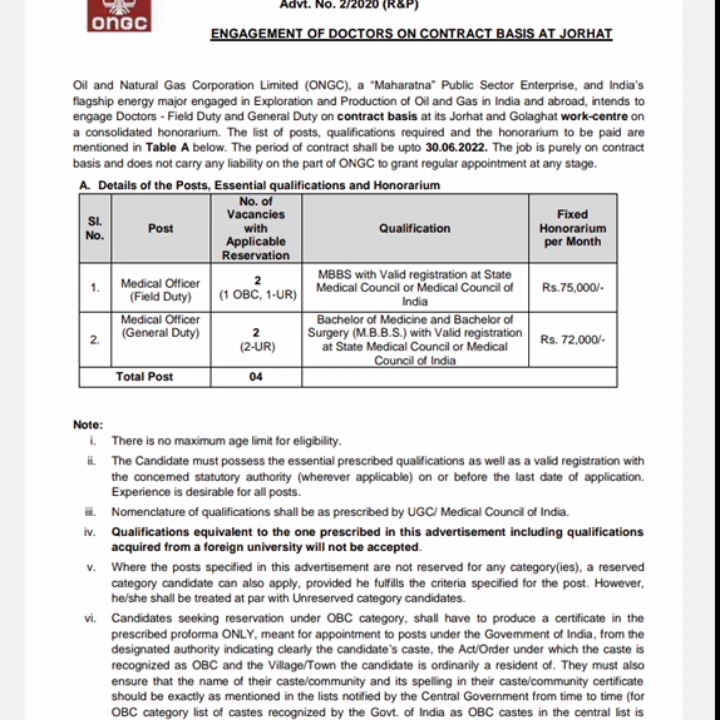 ONGC
Advt. No. 2/2020 (R&P)
ENGAGEMENT OF DOCTORS ON CONTRACT BASIS AT JORHAT
Oil and Natural Gas Corporation Limited (ONGC), a “Maharatna” Public Sector Enterprise, and India’s
flagship energy major engaged in Exploration and Production of Oil and Gas in India and abroad, intends to
engage Doctors - Field Duty and General Duty on contract basis at its Jorhat and Golaghat work-centre on
a consolidated honorarium. The list of posts, qualifications required and the honorarium to be paid are
mentioned in Table A below. The period of contract shall be upto 30.06.2022. The job is purely on contract
basis and does not carry any liability on the part of ONGC to grant regular appointment at any stage.
A. Details of the Posts, Essential qualifications and Honorarium
Sl.
No.
Post
No. of
Vacancies
with
Applicable
Reservation
Qualification
Fixed
Honorarium
per Month
1.
Medical Officer
(Field Duty)
2
(1 OBC, 1-UR)
MBBS with Valid registration at State
Medical Council or Medical Council of
India
Rs.75,000/-
2.
Medical Officer
(General Duty)
2
(2-UR)
Bachelor of Medicine and Bachelor of
Surgery (M.B.B.S.) with Valid registration
at State Medical Council or Medical
Council of India
Rs. 72,000/-
Total Post
04
Note:
i. There is no maximum age limit for eligibility.
ii. The Candidate must possess the essential prescribed qualifications as well as a valid registration with
the concerned statutory authority (wherever applicable) on or before the last date of application.
Experience is desirable for all posts.
iii. Nomenclature of qualifications shall be as prescribed by UGC/ Medical Council of India.
iv. Qualifications equivalent to the one prescribed in this advertisement including qualifications
acquired from a foreign university will not be accepted.
v. Where the posts specified in this advertisement are not reserved for any category(ies), a reserved
category candidate can also apply, provided he fulfills the criteria specified for the post. However,
he/she shall be treated at par with Unreserved category candidates.
vi. Candidates seeking reservation under OBC category, shall have to produce a certificate in the
prescribed proforma ONLY, meant for appointment to posts under the Government of India, from the
designated authority indicating clearly the candidate’s caste, the Act/Order under which the caste is
recognized as OBC and the Village/Town the candidate is ordinarily a resident of. They must also
ensure that the name of their caste/community and its spelling in their caste/community certificate
should be exactly as mentioned in the lists notified by the Central Government from time to time (for
OBC category list of castes recognized by the Govt. of India as OBC castes in the central list is